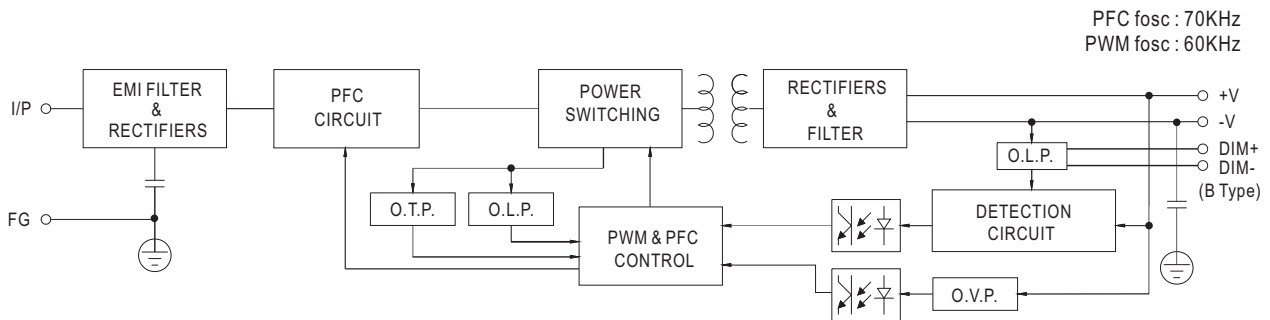 PFC fosc : 70KHz
PWM fosc : 60KHz
I/P
EMI FILTER
&
RECTIFIERS
PFC
CIRCUIT
POWER
SWITCHING
RECTIFIERS
&
FILTER
+V
-V
DIM+
DIM-
(B Type)
O.L.P.
O.T.P.
O.L.P.
FG
PWM & PFC
CONTROL
DETECTION
CIRCUIT
O.V.P.